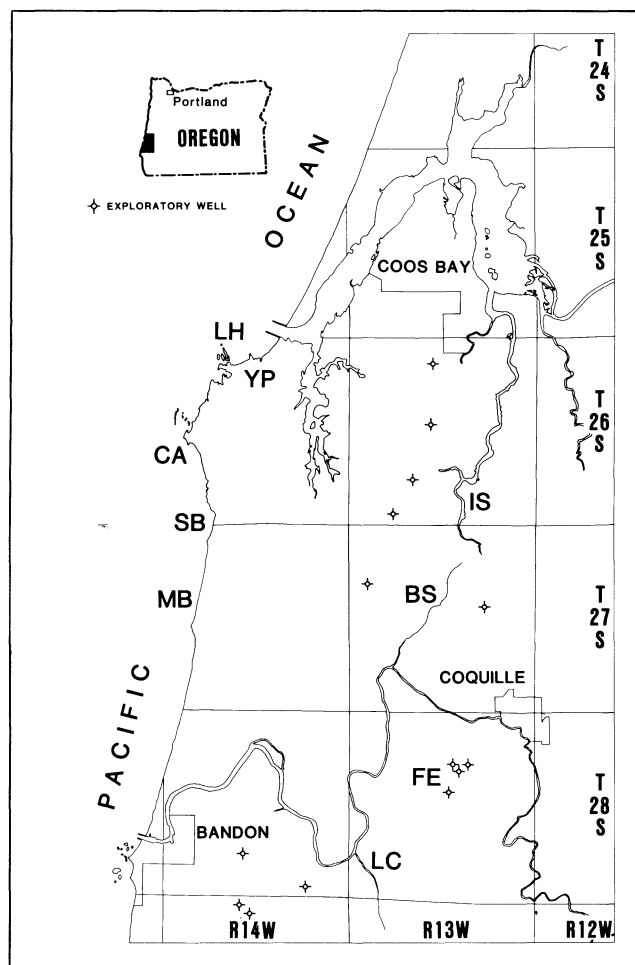 T
24
S
Portland
OREGON
EXPLORATORY WELL
OCEAN
T
25
S
COOS BAY
LH
YP
T
26
S
CA
IS
SB
BS
MB
T
27
S
COQUILLE
PACIFIC
FE
T
28
S
BANDON
LC
R14W
R13W
R12W